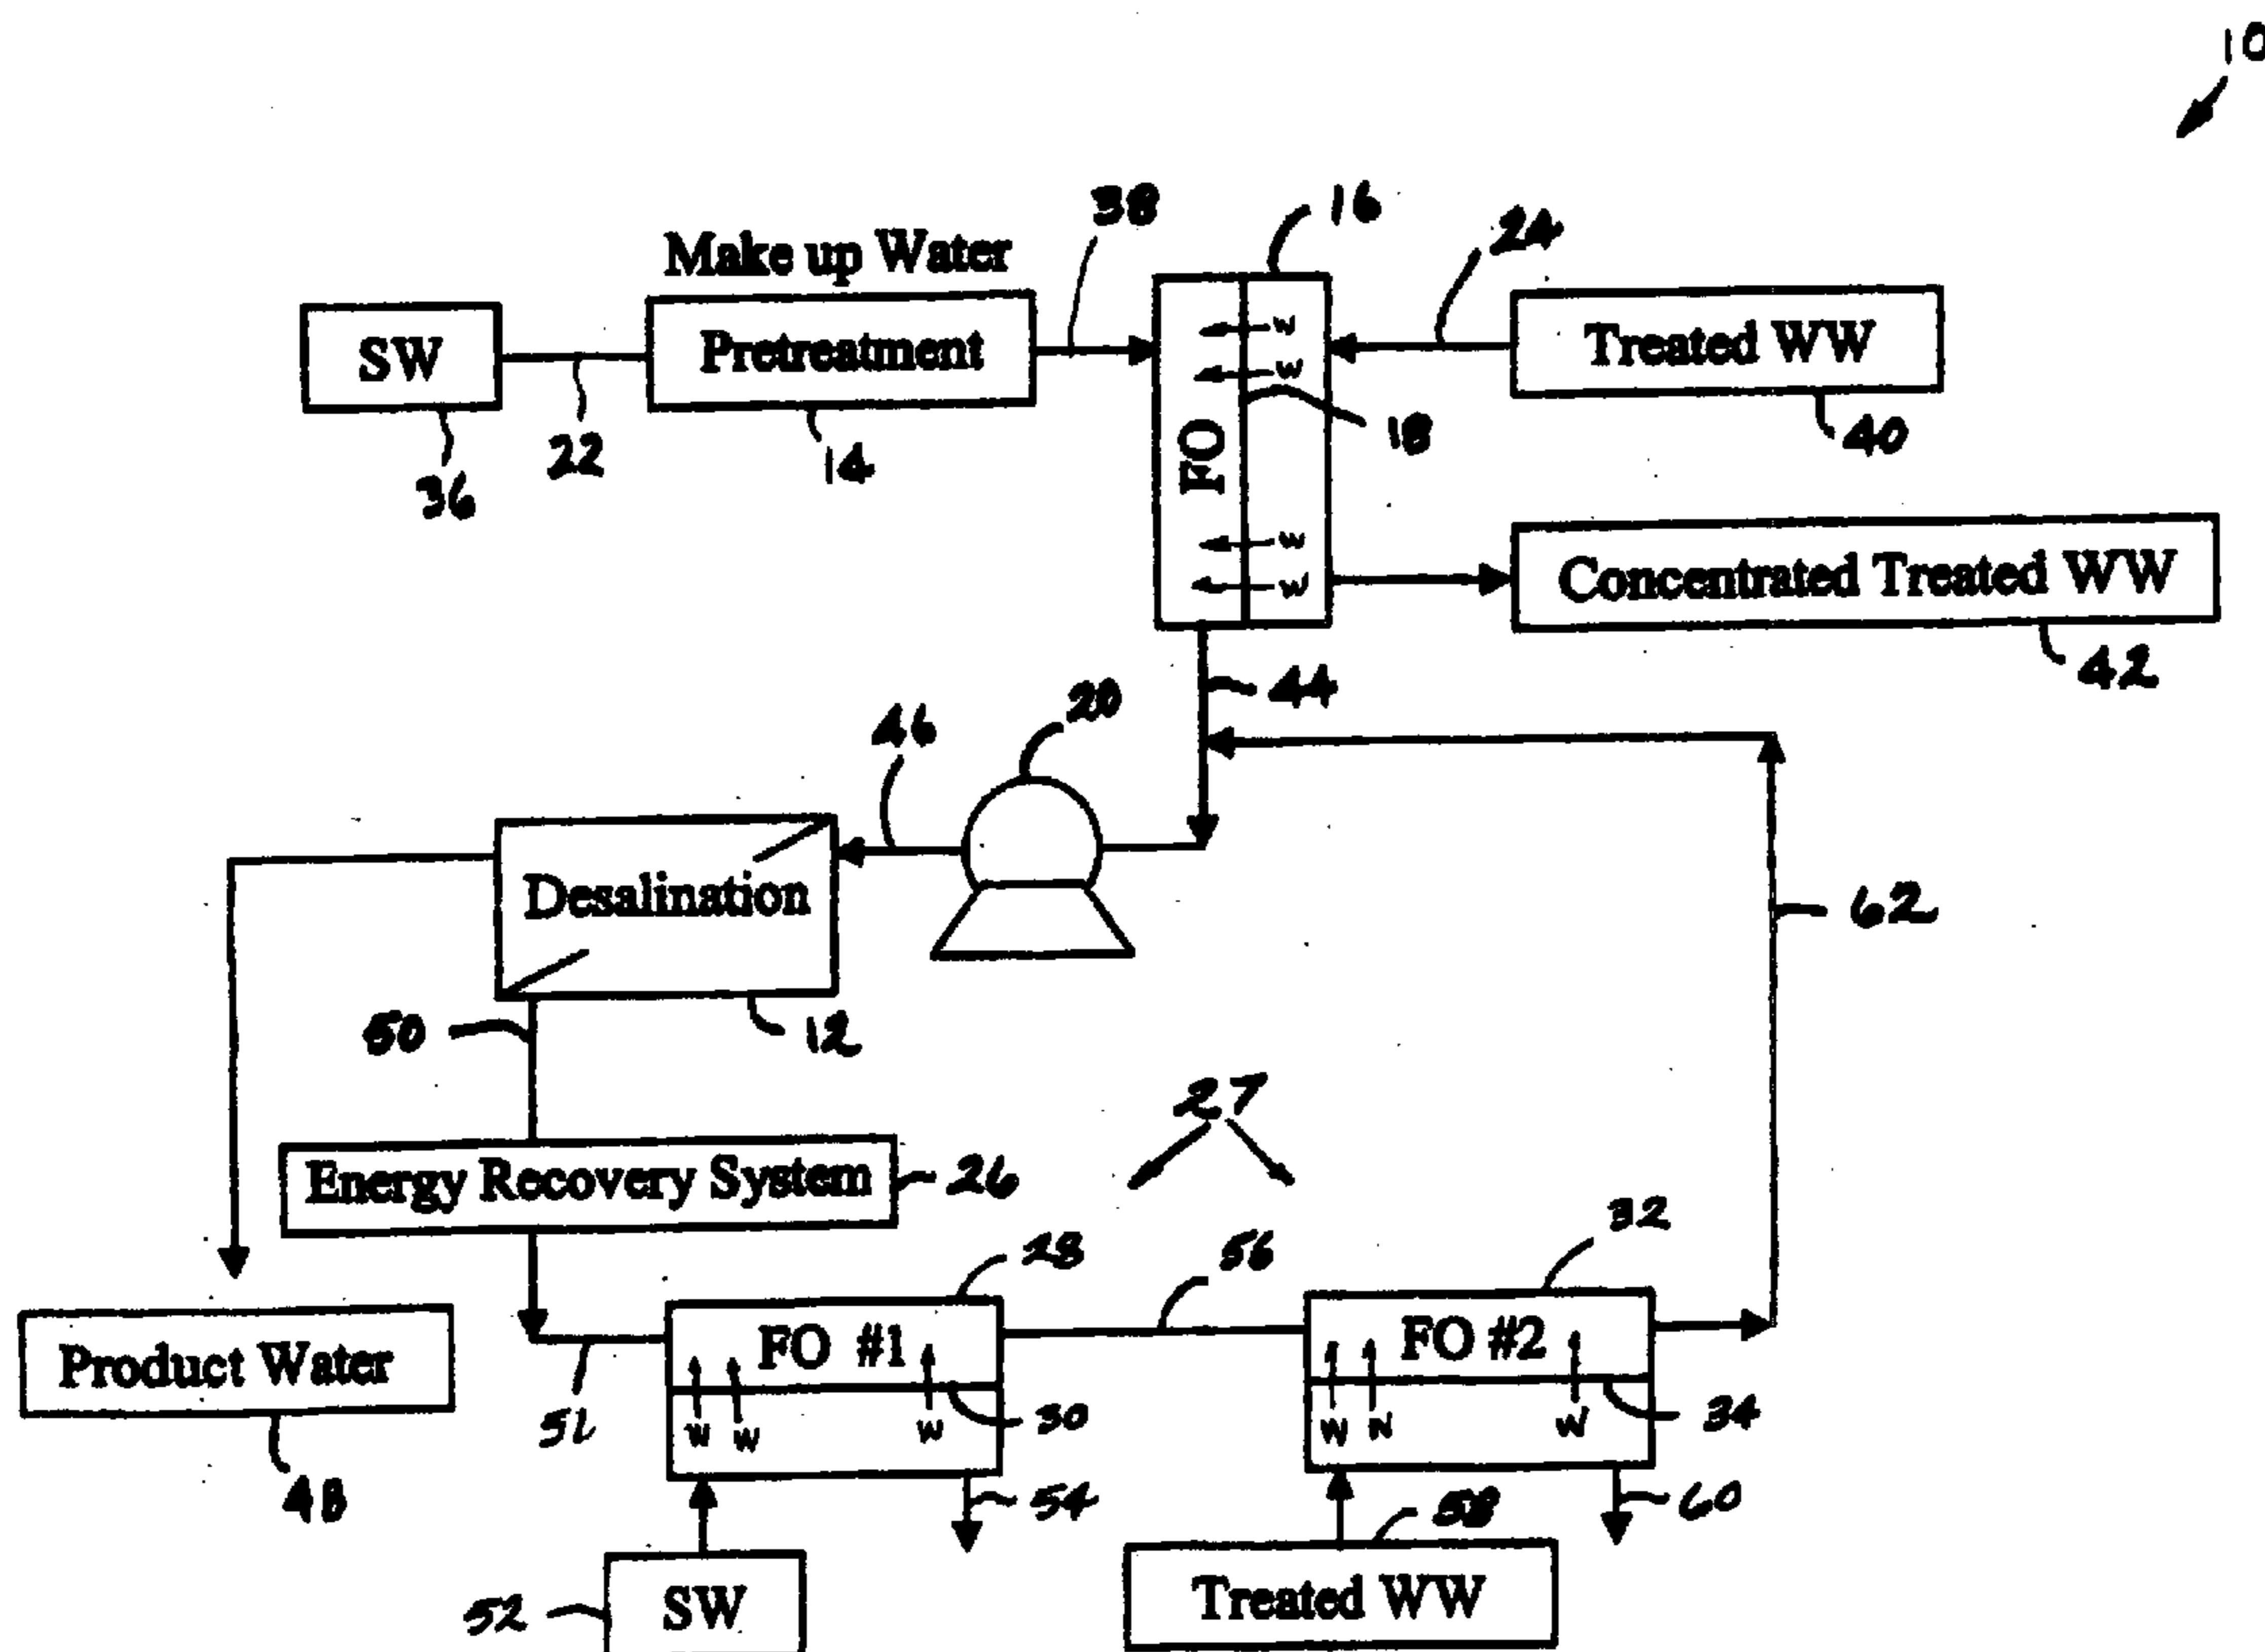 10
38
16
24
Make up Water
SW
Pretreatment
Treated WW
w
w
FO
18
w
w
36
22
14
40
Concentrated Treated WW
42
44
46
20
Desalination
62
50
12
27
Energy Recovery System
26
28
56
32
Product Water
FO #1
FO #2
51
w w w
30
W N W
34
48
54
58
60
52
SW
Treated WW